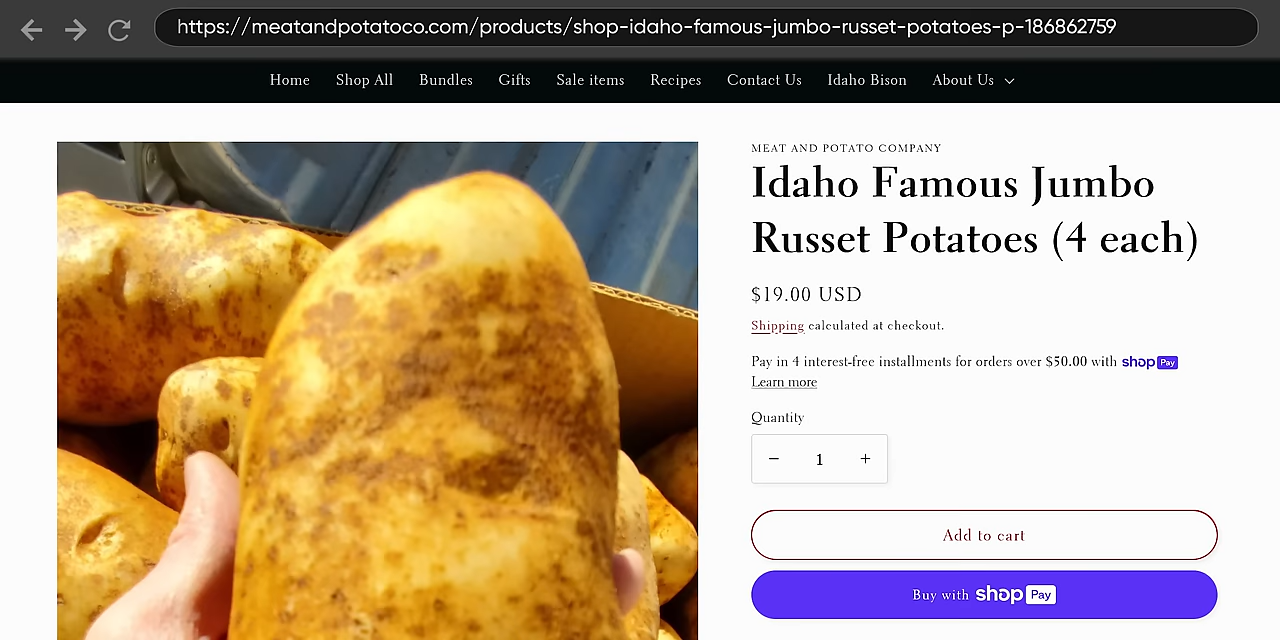 https://meatandpotatoco.com/products/shop-idaho-famous-jumbo-russet-potatoes-p-186862759
Home Shop All Bundles Gifts Sale items Recipes Contact Us Idaho Bison About Us
MEAT AND POTATO COMPANY
Idaho Famous Jumbo
Russet Potatoes (4 each)
$19.00 USD
Shipping calculated at checkout.
Pay in 4 interest-free installments for orders over $50.00 with shop Pay
Learn more
Quantity
− 1 +
Add to cart
Buy with shop Pay